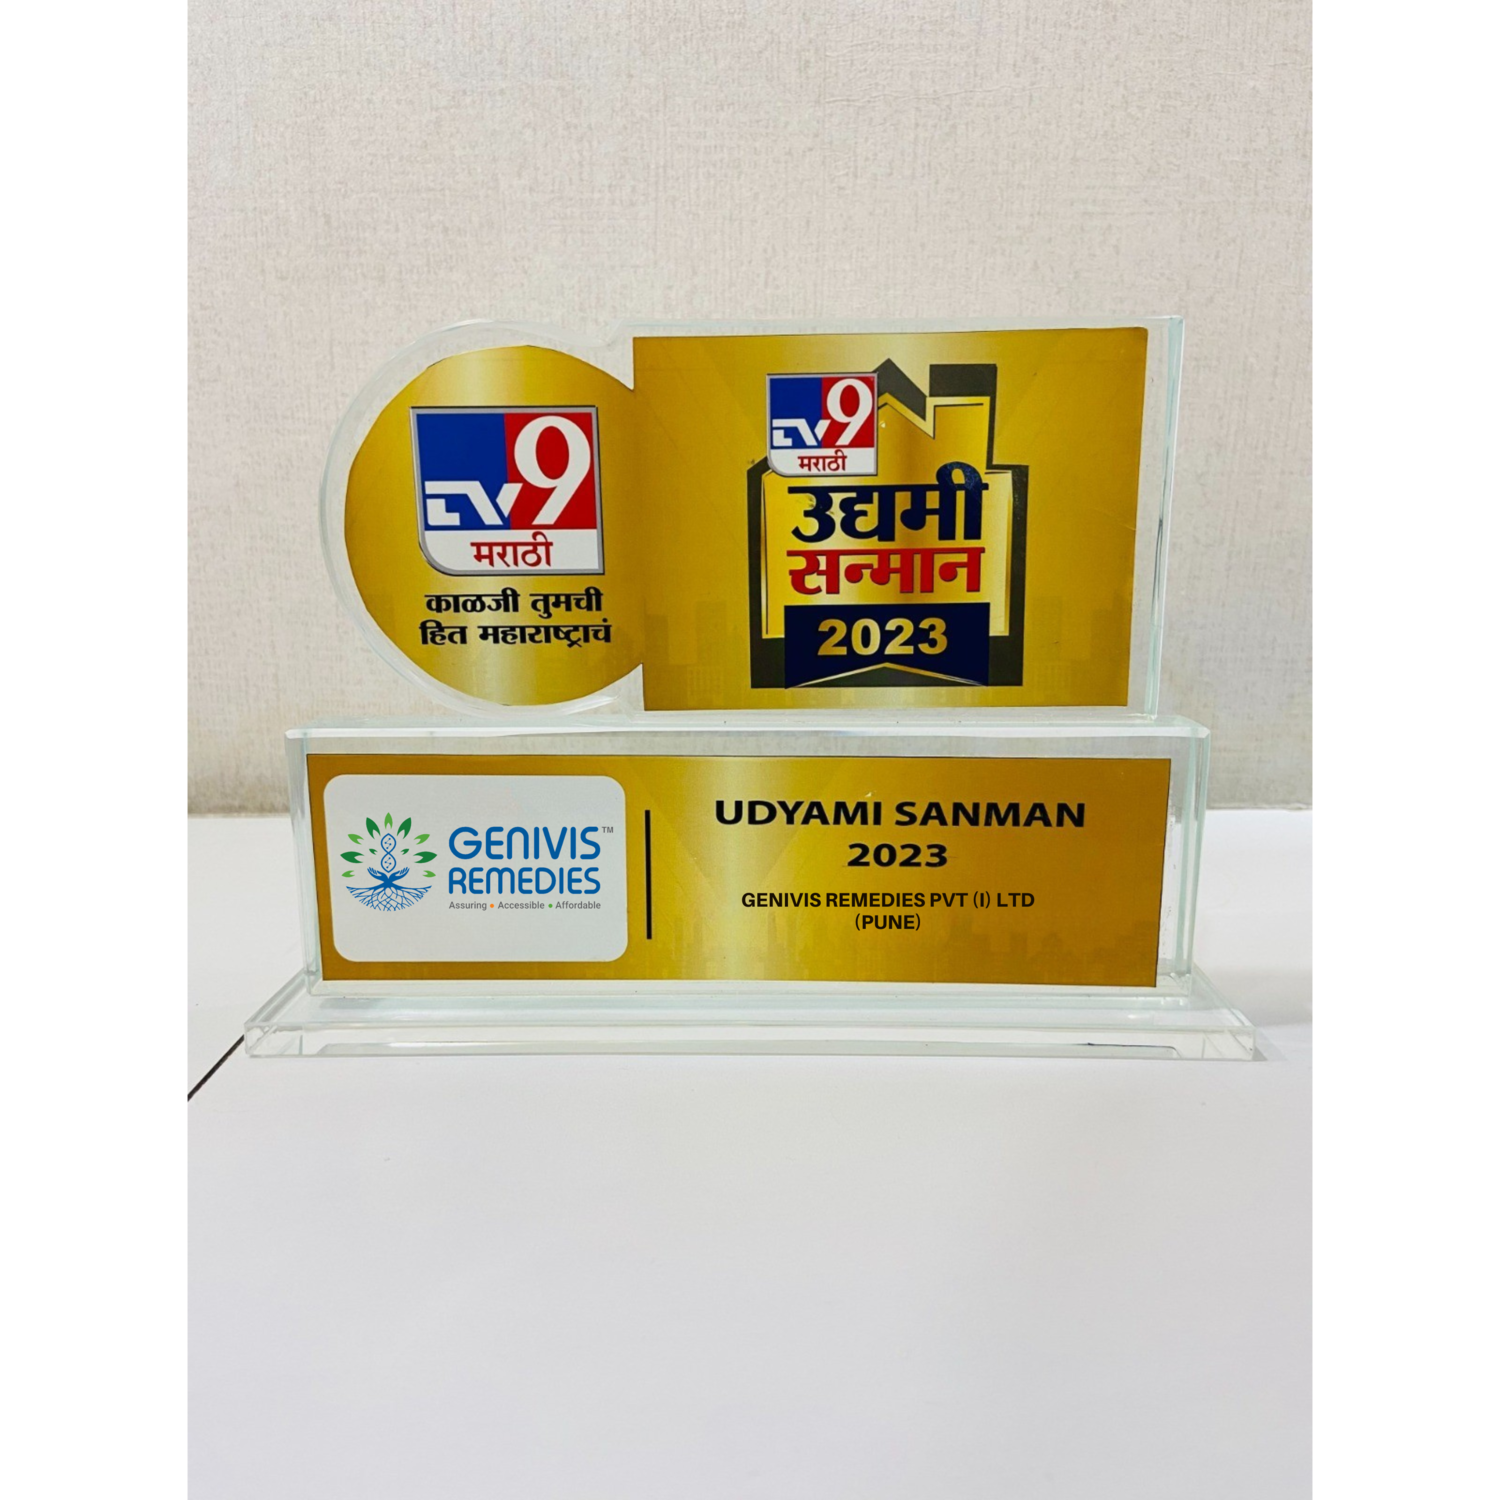 TV9
मराठी
काळजी तुमची
हित महाराष्ट्राचं
TV9
मराठी
उद्यमी
सन्मान
2023
GENIVIS™
REMEDIES
Assuring • Accessible • Affordable
UDYAMI SANMAN
2023
GENIVIS REMEDIES PVT (I) LTD
(PUNE)